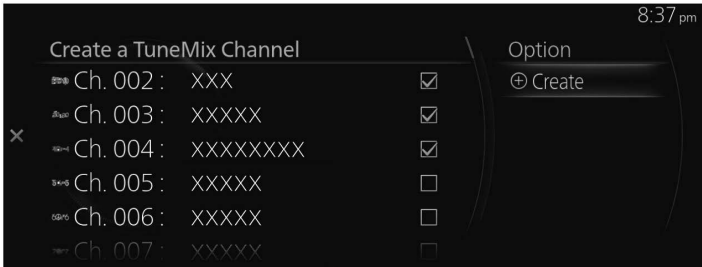 8:37 pm
Create a TuneMix Channel
Ch. 002 : XXX
Ch. 003 : XXXXX
Ch. 004 : XXXXXXXX
Ch. 005 : XXXXX
Ch. 006 : XXXXX
Ch. 007 : XXXXX
Option
Create